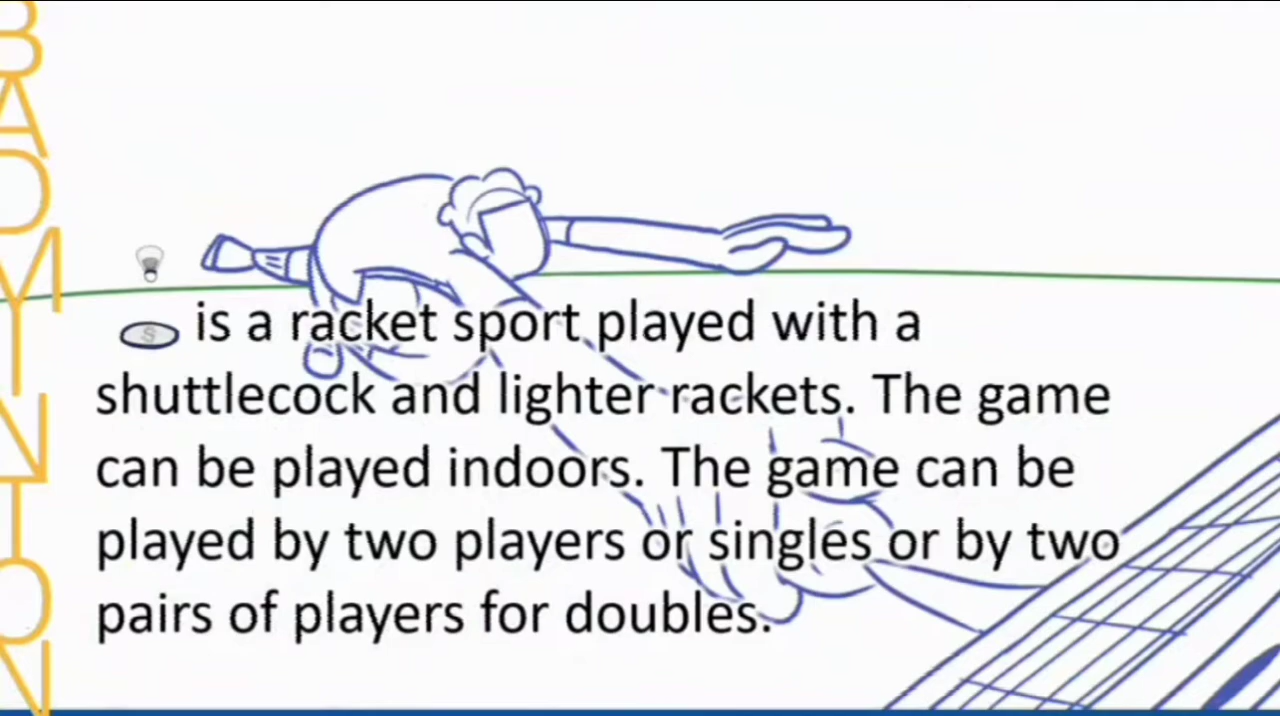 BADMINTON
is a racket sport played with a
shuttlecock and lighter rackets. The game
can be played indoors. The game can be
played by two players or singles or by two
pairs of players for doubles.